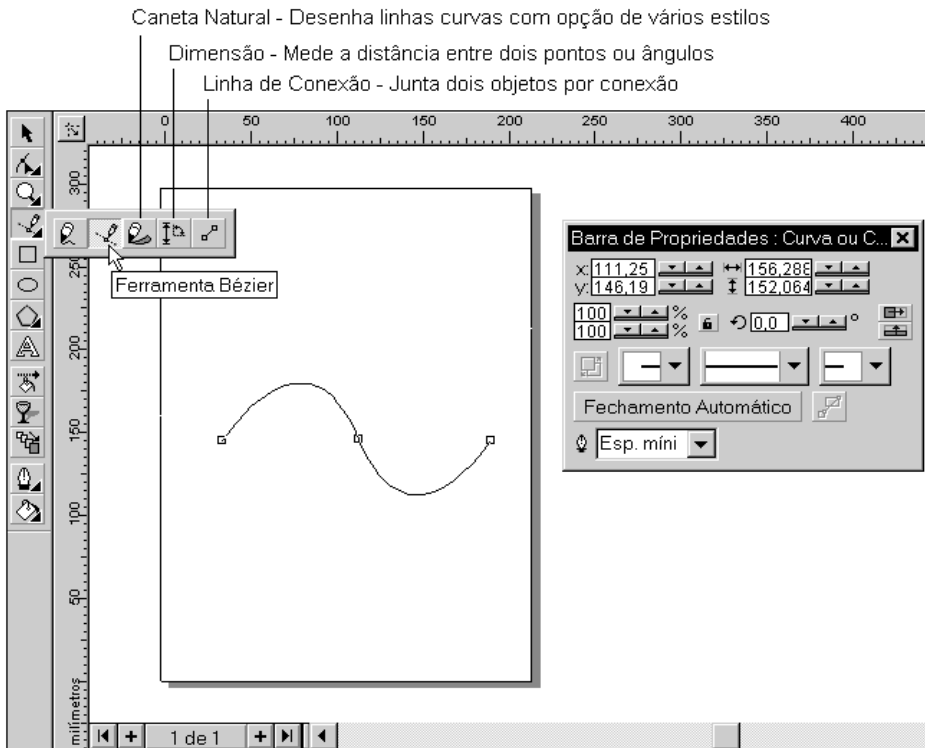 Caneta Natural - Desenha linhas curvas com opção de vários estilos
Dimensão - Mede a distância entre dois pontos ou ângulos
Linha de Conexão - Junta dois objetos por conexão
0 50 100 150 200 250 300 350 400
300
250
200
150
100
50
milímetros
Ferramenta Bézier
Barra de Propriedades : Curva ou C...
x: 111,25 156,288
y: 146,19 152,064
100 %
100 %
0,0 °
Fechamento Automático
Esp. míni
1 de 1